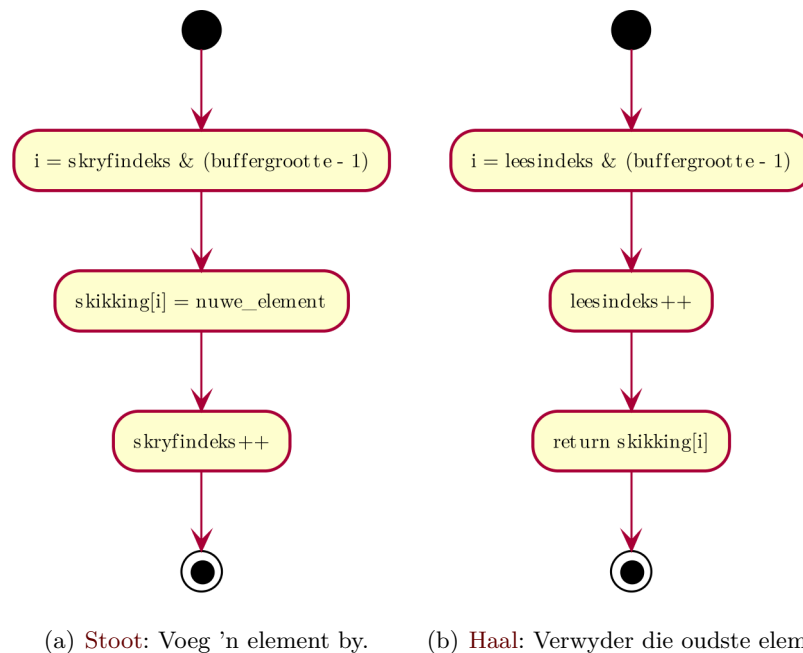 i = skryfindeks & (buffergrootte - 1)
skikking[i] = nuwe_element
skryfindeks++
(a) Stoot: Voeg 'n element by.
i = leesindeks & (buffergrootte - 1)
leesindeks++
return skikking[i]
(b) Haal: Verwyder die oudste elem